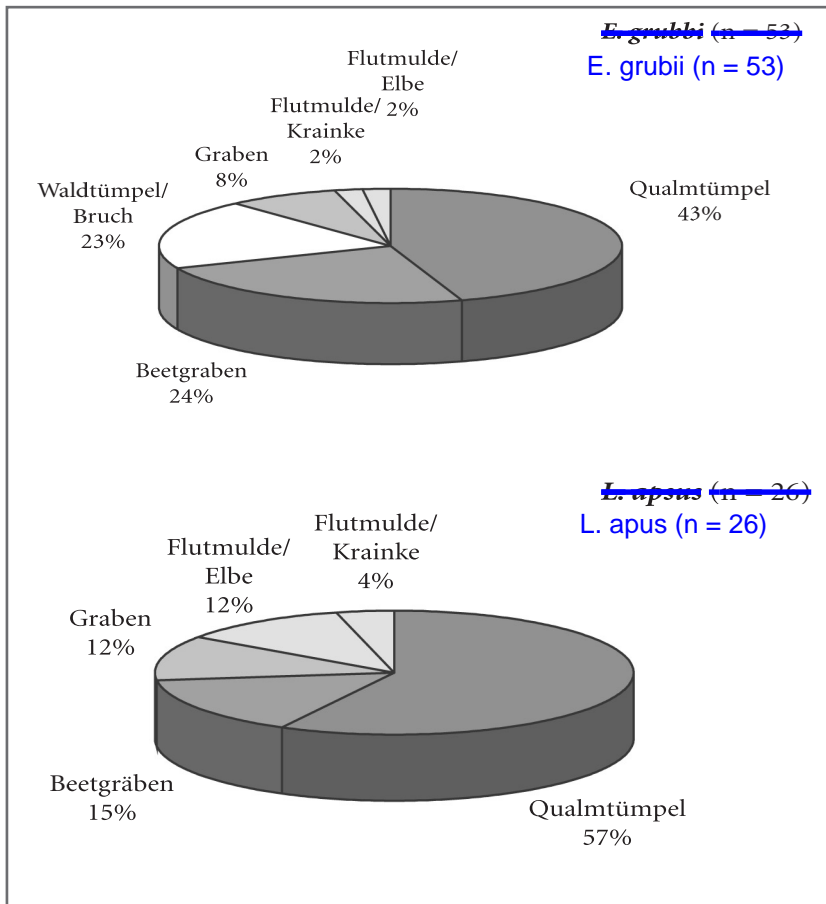 E. grubbi (n = 53)
E. grubii (n = 53)
Flutmulde/
Elbe
2%
Flutmulde/
Krainke
2%
Graben
8%
Waldtümpel/
Bruch
23%
Qualmtümpel
43%
Beetgraben
24%
L. apsus (n = 26)
L. apus (n = 26)
Flutmulde/
Krainke
4%
Flutmulde/
Elbe
12%
Graben
12%
Beetgräben
15%
Qualmtümpel
57%